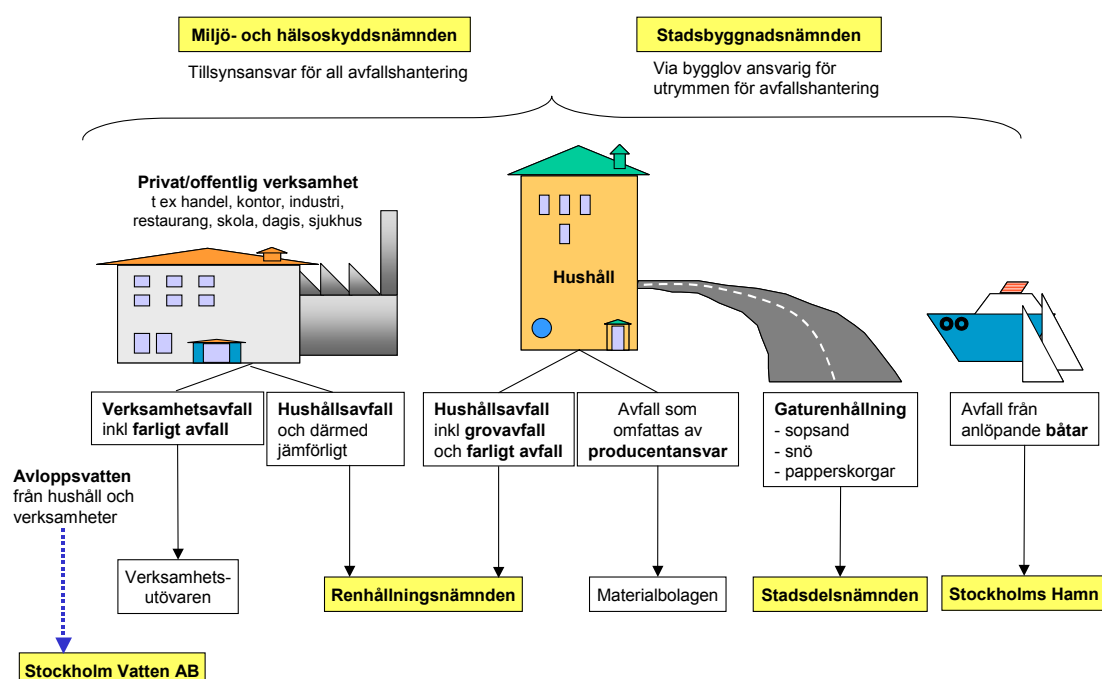 Miljö- och hälsoskyddsnämnden
Tillsynsansvar för all avfallshantering
Stadsbyggnadsnämnden
Via bygglov ansvarig för
utrymmen för avfallshantering
Privat/offentlig verksamhet
t ex handel, kontor, industri,
restaurang, skola, dagis, sjukhus
Hushåll
Verksamhetsavfall
inkl farligt avfall
Hushållsavfall
och därmed
jämförligt
Hushållsavfall
inkl grovavfall
och farligt avfall
Avfall som
omfattas av
producentansvar
Gaturenhållning
- sopsand
- snö
- papperskorgar
Avfall från
anlöpande båtar
Avloppsvatten
från hushåll och
verksamheter
Verksamhets-
utövaren
Renhållningsnämnden
Materialbolagen
Stadsdelsnämnden
Stockholms Hamn
Stockholm Vatten AB